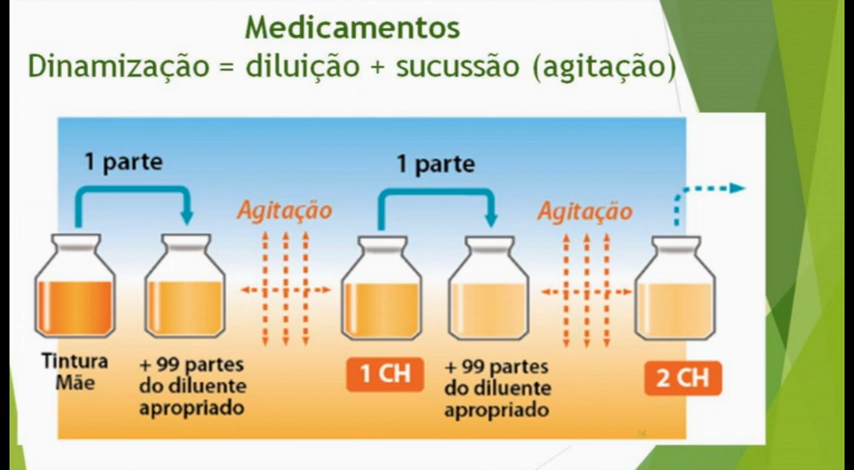 Medicamentos
Dinamização = diluição + sucussão (agitação)
1 parte
1 parte
Agitação
Agitação
Tintura
Mãe
+ 99 partes
do diluente
apropriado
1 CH
+ 99 partes
do diluente
apropriado
2 CH
14